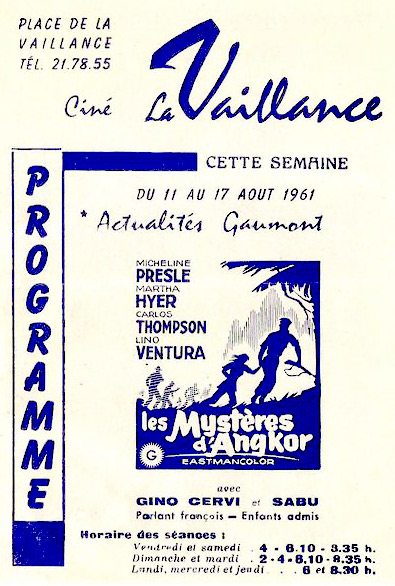 PLACE DE LA
VAILLANCE
TÉL. 21.78.55
Ciné La Vaillance
PROGRAMME
CETTE SEMAINE
DU 11 AU 17 AOUT 1961
* Actualités Gaumont
MICHELINE
PRESLE
MARTHA
HYER
CARLOS
THOMPSON
LINO
VENTURA
les Mystères
d'Angkor
G
EASTMANCOLOR
avec
GINO CERVI et SABU
Parlant français — Enfants admis
Horaire des séances :
Vendredi et samedi . 4 - 6.10 - 8.35 h.
Dimanche et mardi . 2 - 4 - 6.10 - 8.35 h.
Lundi, mercredi et jeudi . . . 6 et 8.30 h.